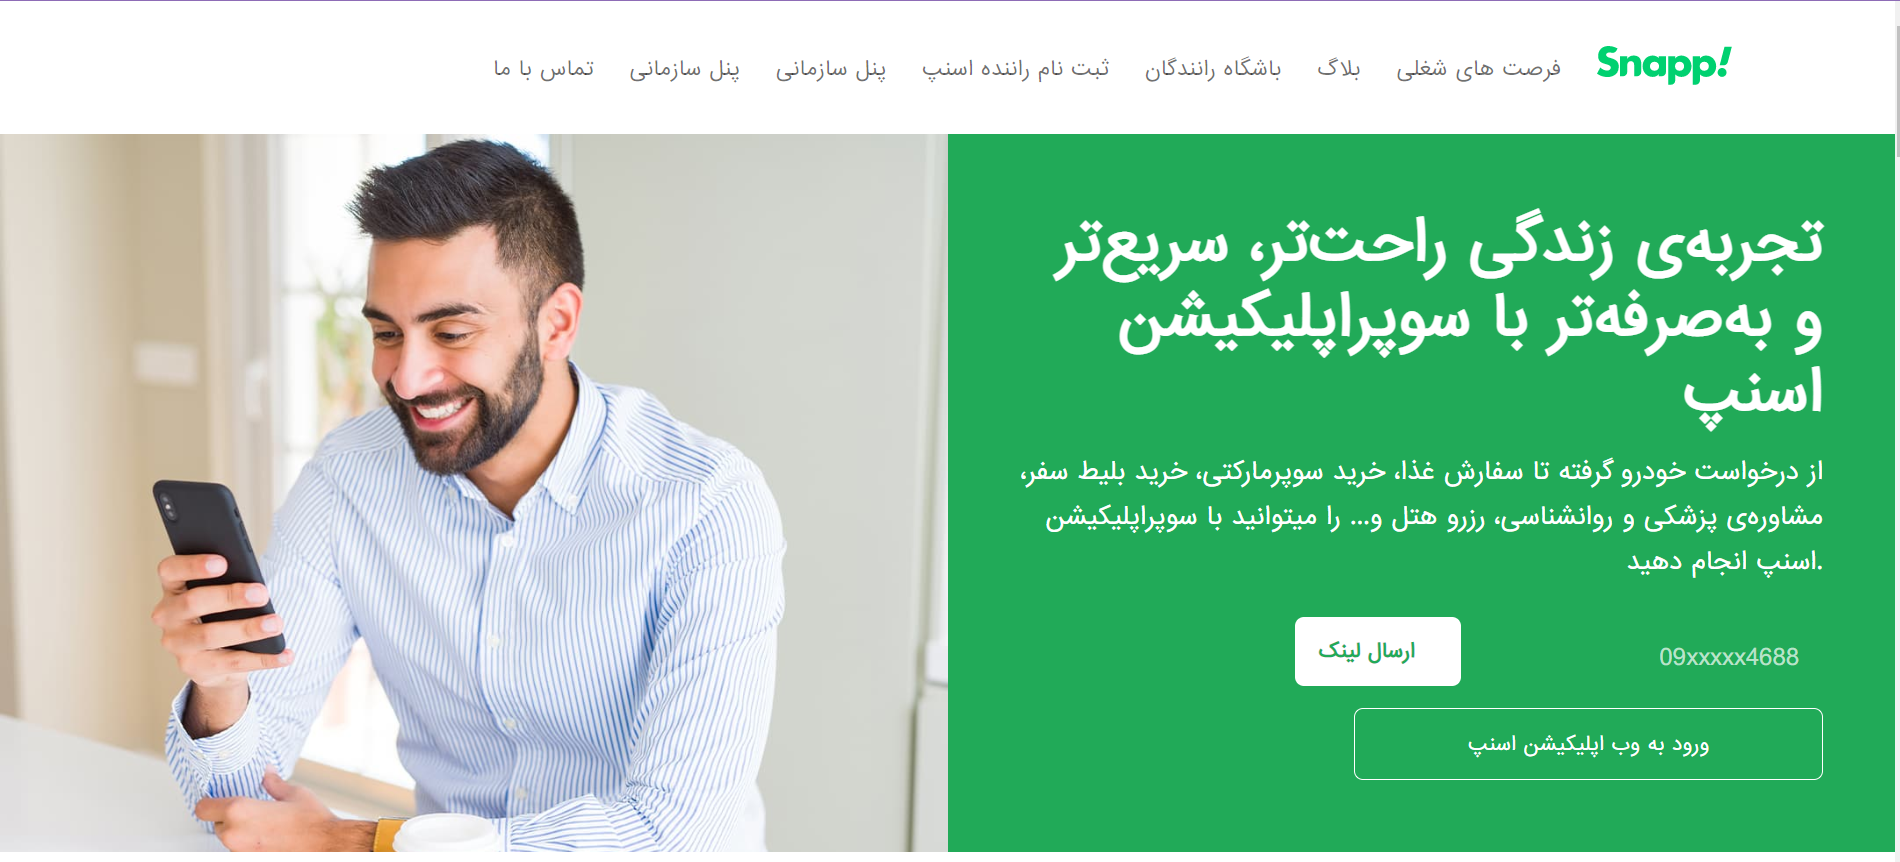 Snapp!
فرصت های شغلی
بلاگ
باشگاه رانندگان
ثبت نام راننده اسنپ
پنل سازمانی
پنل سازمانی
تماس با ما
تجربه‌ی زندگی راحت‌تر، سریع‌تر
و به‌صرفه‌تر با سوپراپلیکیشن
اسنپ
از درخواست خودرو گرفته تا سفارش غذا، خرید سوپرمارکتی، خرید بلیط سفر،
مشاوره‌ی پزشکی و روانشناسی، رزرو هتل و... را میتوانید با سوپراپلیکیشن
.اسنپ انجام دهید
09xxxxx4688
ارسال لینک
ورود به وب اپلیکیشن اسنپ